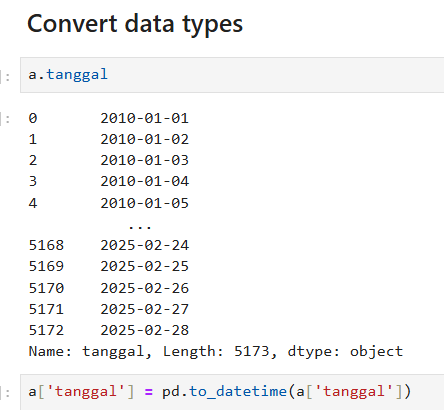 Convert data types
]: a.tanggal
]: 0 2010-01-01
1 2010-01-02
2 2010-01-03
3 2010-01-04
4 2010-01-05
...
5168 2025-02-24
5169 2025-02-25
5170 2025-02-26
5171 2025-02-27
5172 2025-02-28
Name: tanggal, Length: 5173, dtype: object
]: a['tanggal'] = pd.to_datetime(a['tanggal'])